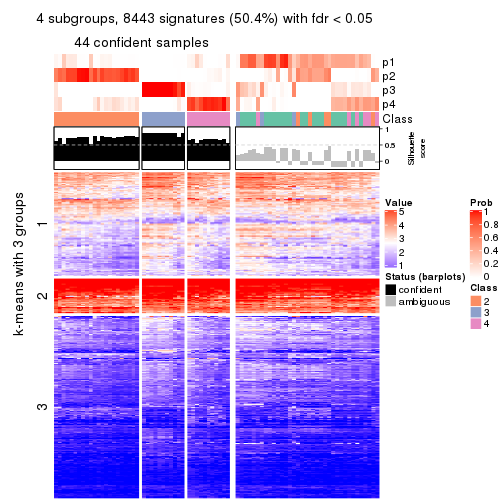 4 subgroups, 8443 signatures (50.4%) with fdr < 0.05
44 confident samples
p1
p2
p3
p4
Class
1
0.5
0
Silhouette
score
k-means with 3 groups
1
2
3
Value
5
4
3
2
1
Status (barplots)
confident
ambiguous
Prob
1
0.8
0.6
0.4
0.2
0
Class
2
3
4